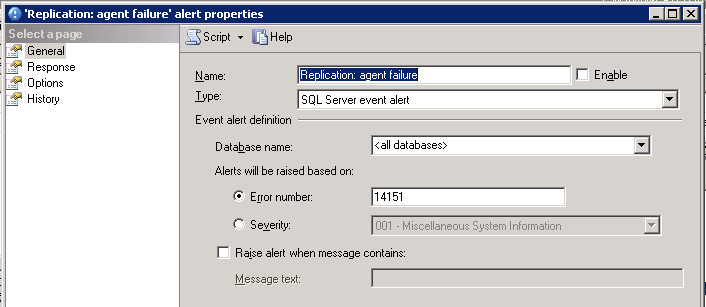 'Replication: agent failure' alert properties
Select a page
General
Response
Options
History
Script Help
Name: Replication: agent failure Enable
Type: SQL Server event alert
Event alert definition
Database name: <all databases>
Alerts will be raised based on:
Error number: 14151
Severity: 001 - Miscellaneous System Information
Raise alert when message contains:
Message text: